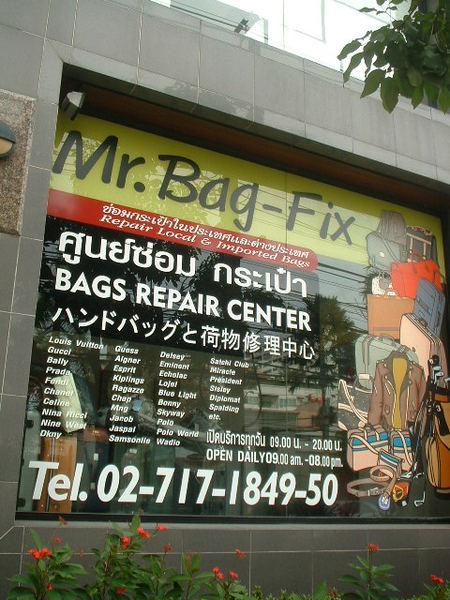 Mr. Bag-Fix
ซ่อมกระเป๋าในประเทศและต่างประเทศ
Repair Local & Imported Bags
ศูนย์ซ่อม กระเป๋า
BAGS REPAIR CENTER
ハンドバッグと荷物修理中心
Louis Vuitton Guess Delsey Satchi Club
Gucci Aigner Eminent Miracle
Bally Esprit Echolac President
Prada Kiplings Lojel Sisley
Fendi Ragazze Blue Light Diplomat
Chanel Chap Bonny Spalding
Celine Mng Skyway etc.
Nina Ricci Jacob Polo
Nine West Jaspal Polo World
Dkny Samsonite Wadio
เปิดบริการทุกวัน 09.00 น. - 20.00 น.
OPEN DAILY 09.00 am. - 08.00 pm.
Tel. 02-717-1849-50